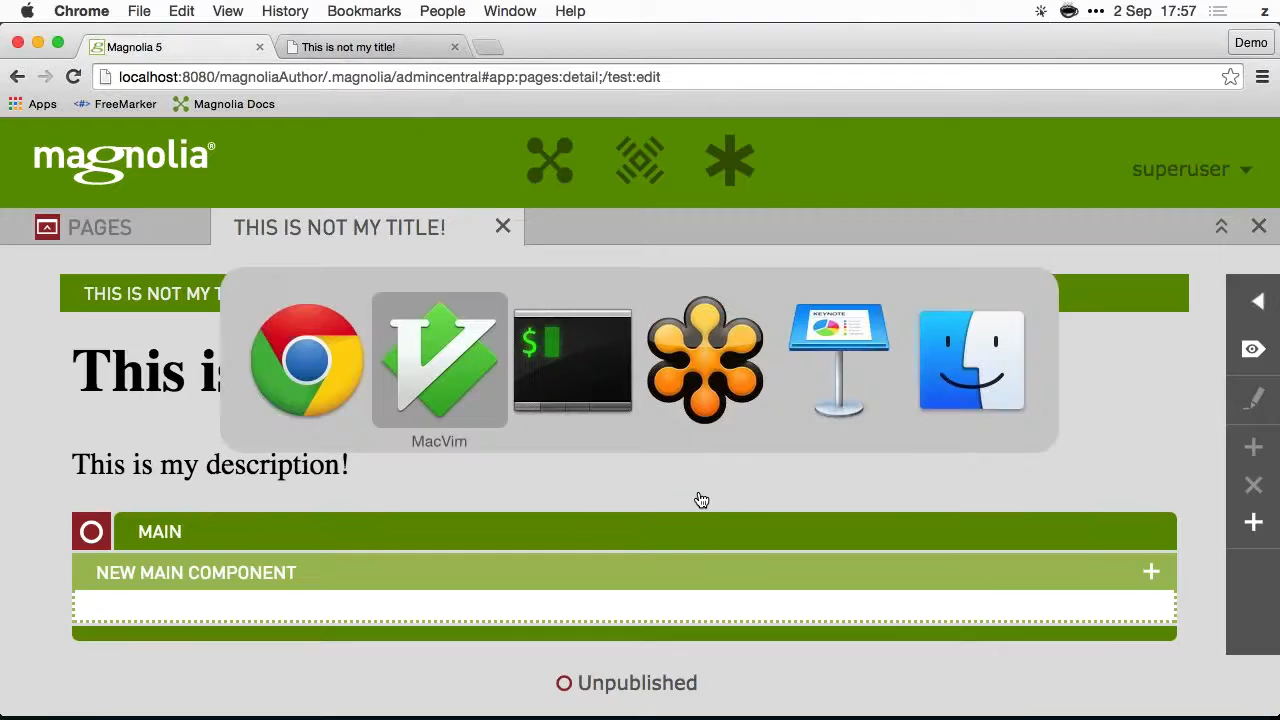 Chrome File Edit View History Bookmarks People Window Help 2 Sep 17:57 z
Magnolia 5 This is not my title! Demo
localhost:8080/magnoliaAuthor/.magnolia/admincentral#app:pages:detail;/test:edit
Apps <#> FreeMarker Magnolia Docs
magnolia® superuser
PAGES THIS IS NOT MY TITLE!
THIS IS NOT MY T
KEYNOTE
$
This is
MacVim
This is my description!
MAIN
NEW MAIN COMPONENT
Unpublished